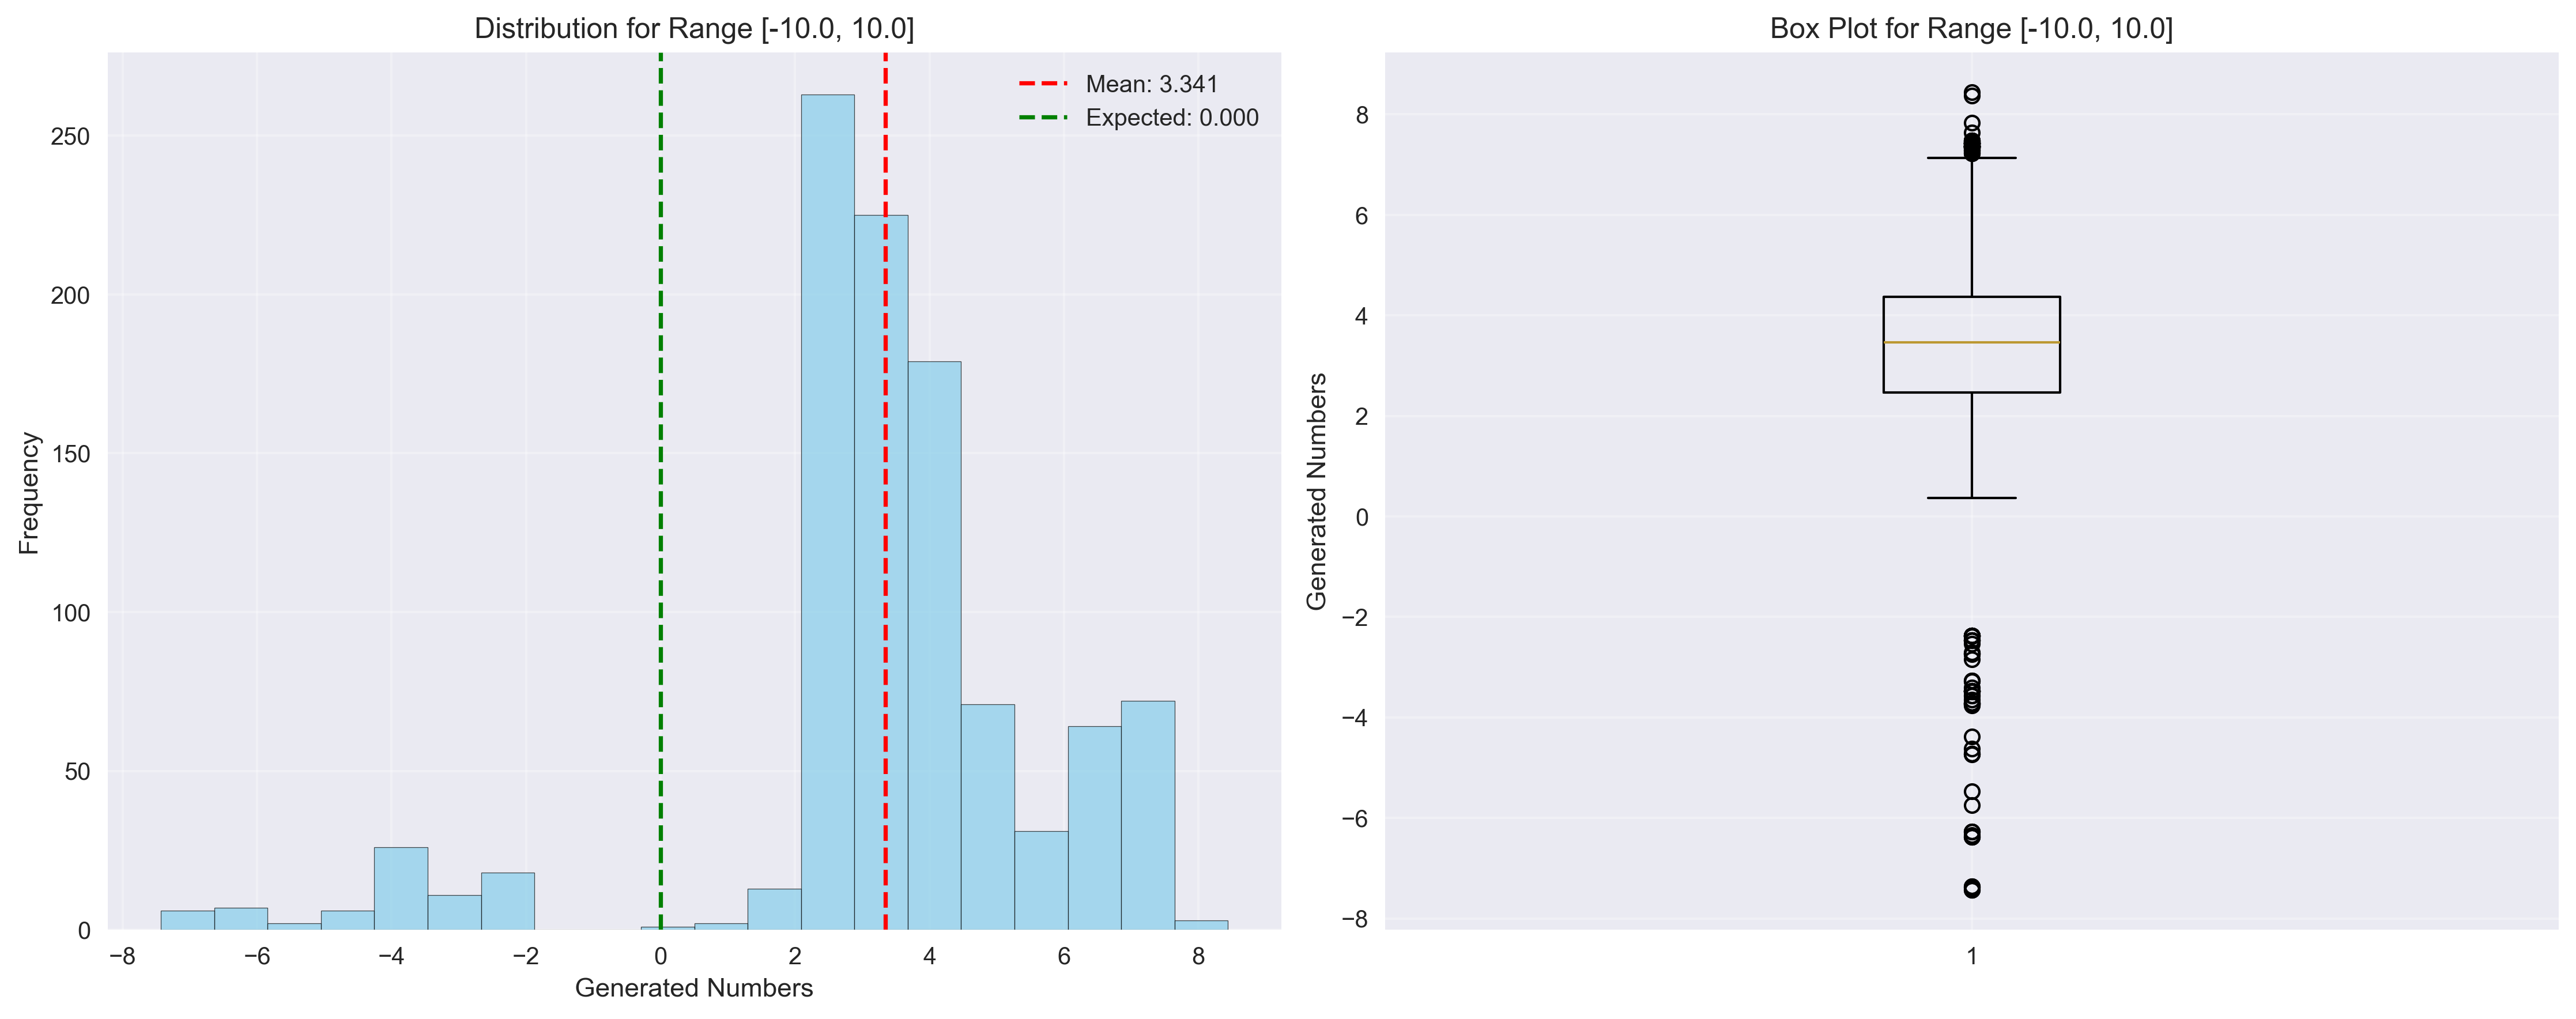 Distribution for Range [-10.0, 10.0]
Mean: 3.341
Expected: 0.000
Frequency
250
200
150
100
50
0
−8 −6 −4 −2 0 2 4 6 8
Generated Numbers
Box Plot for Range [-10.0, 10.0]
Generated Numbers
8
6
4
2
0
−2
−4
−6
−8
1